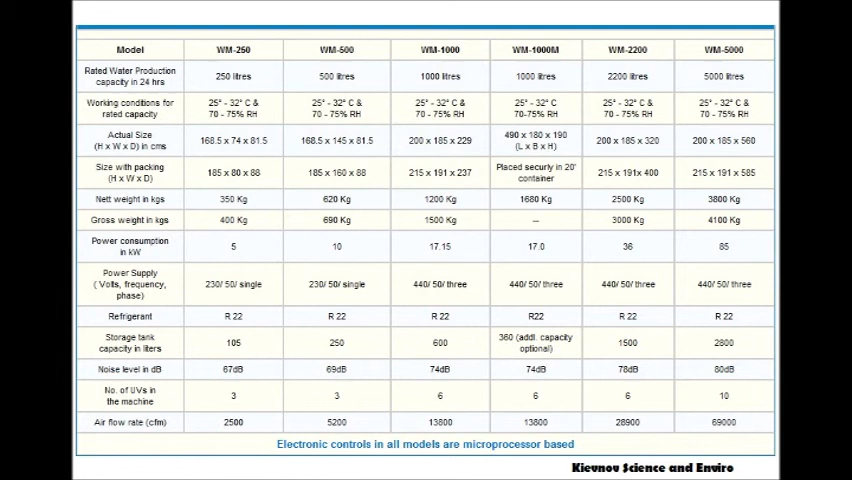 Model WM-250 WM-500 WM-1000 WM-1000M WM-2200 WM-5000
Rated Water Production capacity in 24 hrs 250 litres 500 litres 1000 litres 1000 litres 2200 litres 5000 litres
Working conditions for rated capacity 25° - 32° C & 70 - 75% RH 25° - 32° C & 70 - 75% RH 25° - 32° C & 70 - 75% RH 25° - 32° C 70-75% RH 25° - 32° C & 70 - 75% RH 25° - 32° C & 70 - 75% RH
Actual Size (H x W x D) in cms 168.5 x 74 x 81.5 168.5 x 145 x 81.5 200 x 185 x 229 490 x 180 x 190 (L x B x H) 200 x 185 x 320 200 x 185 x 560
Size with packing (H x W x D) 185 x 80 x 88 185 x 160 x 88 215 x 191 x 237 Placed securly in 20' container 215 x 191x 400 215 x 191 x 585
Nett weight in kgs 350 Kg 620 Kg 1200 Kg 1680 Kg 2500 Kg 3800 Kg
Gross weight in kgs 400 Kg 690 Kg 1500 Kg --- 3000 Kg 4100 Kg
Power consumption in kW 5 10 17.15 17.0 36 85
Power Supply ( Volts, frequency, phase) 230/ 50/ single 230/ 50/ single 440/ 50/ three 440/ 50/ three 440/ 50/ three 440/ 50/ three
Refrigerant R 22 R 22 R 22 R22 R 22 R 22
Storage tank capacity in liters 105 250 600 360 (addl. capacity optional) 1500 2800
Noise level in dB 67dB 69dB 74dB 74dB 78dB 80dB
No. of UVs in the machine 3 3 6 6 6 10
Air flow rate (cfm) 2500 5200 13800 13800 28900 69000
Electronic controls in all models are microprocessor based
Kievnov Science and Enviro